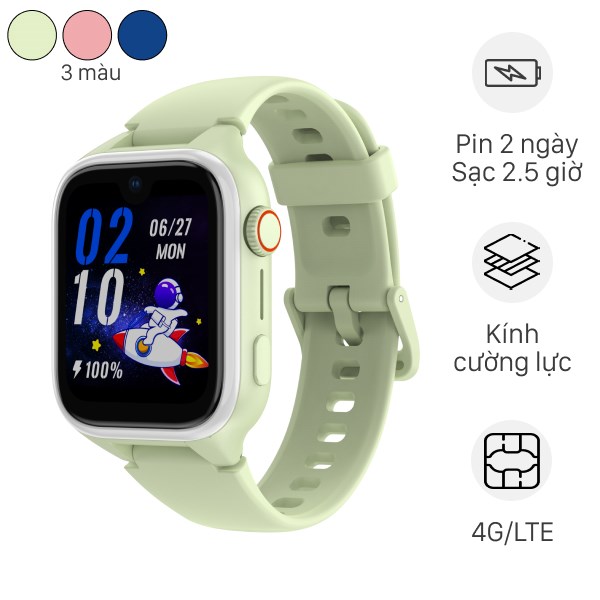 3 màu
02
10
06/27
MON
100%
Pin 2 ngày
Sạc 2.5 giờ
Kính
cường lực
4G/LTE